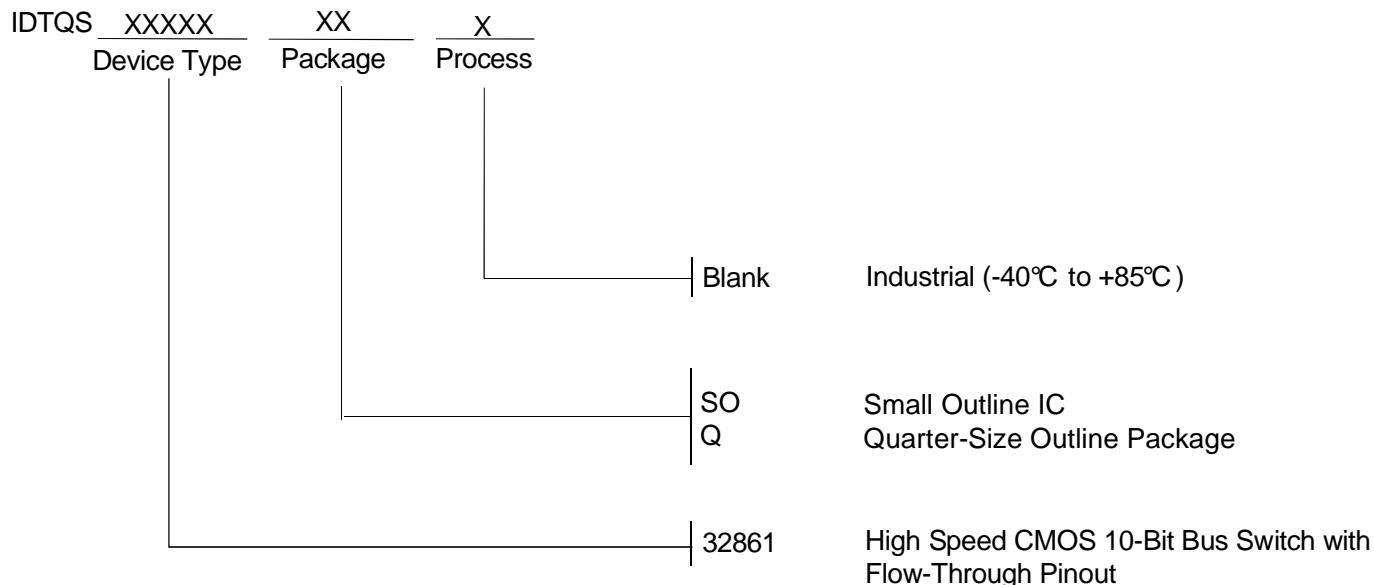 IDTQS XXXXX XX X
Device Type Package Process
Blank Industrial (-40°C to +85°C)
SO Small Outline IC
Q Quarter-Size Outline Package
32861 High Speed CMOS 10-Bit Bus Switch with
Flow-Through Pinout